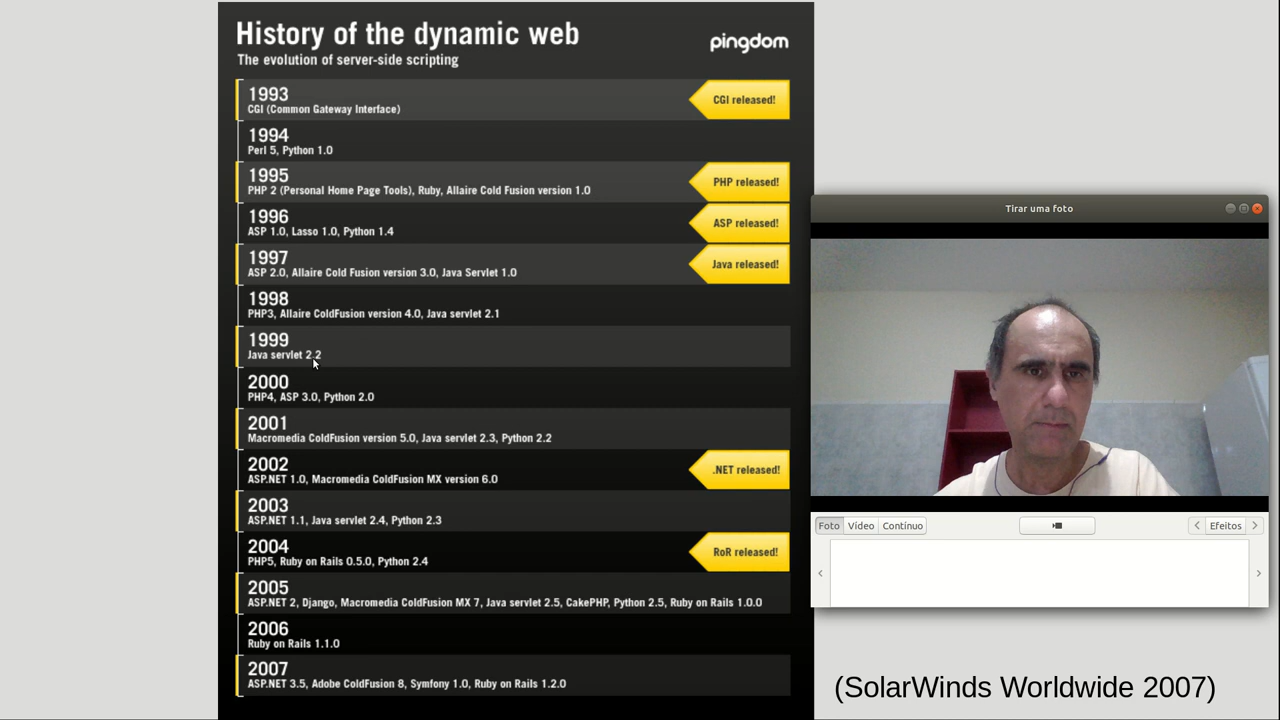 History of the dynamic web
The evolution of server-side scripting
pingdom
1993
CGI (Common Gateway Interface)
CGI released!
1994
Perl 5, Python 1.0
1995
PHP 2 (Personal Home Page Tools), Ruby, Allaire Cold Fusion version 1.0
PHP released!
1996
ASP 1.0, Lasso 1.0, Python 1.4
ASP released!
1997
ASP 2.0, Allaire Cold Fusion version 3.0, Java Servlet 1.0
Java released!
1998
PHP3, Allaire ColdFusion version 4.0, Java servlet 2.1
1999
Java servlet 2.2
2000
PHP4, ASP 3.0, Python 2.0
2001
Macromedia ColdFusion version 5.0, Java servlet 2.3, Python 2.2
2002
ASP.NET 1.0, Macromedia ColdFusion MX version 6.0
.NET released!
2003
ASP.NET 1.1, Java servlet 2.4, Python 2.3
2004
PHP5, Ruby on Rails 0.5.0, Python 2.4
RoR released!
2005
ASP.NET 2, Django, Macromedia ColdFusion MX 7, Java servlet 2.5, CakePHP, Python 2.5, Ruby on Rails 1.0.0
2006
Ruby on Rails 1.1.0
2007
ASP.NET 3.5, Adobe ColdFusion 8, Symfony 1.0, Ruby on Rails 1.2.0
Tirar uma foto
Foto Vídeo Contínuo
Efeitos
(SolarWinds Worldwide 2007)